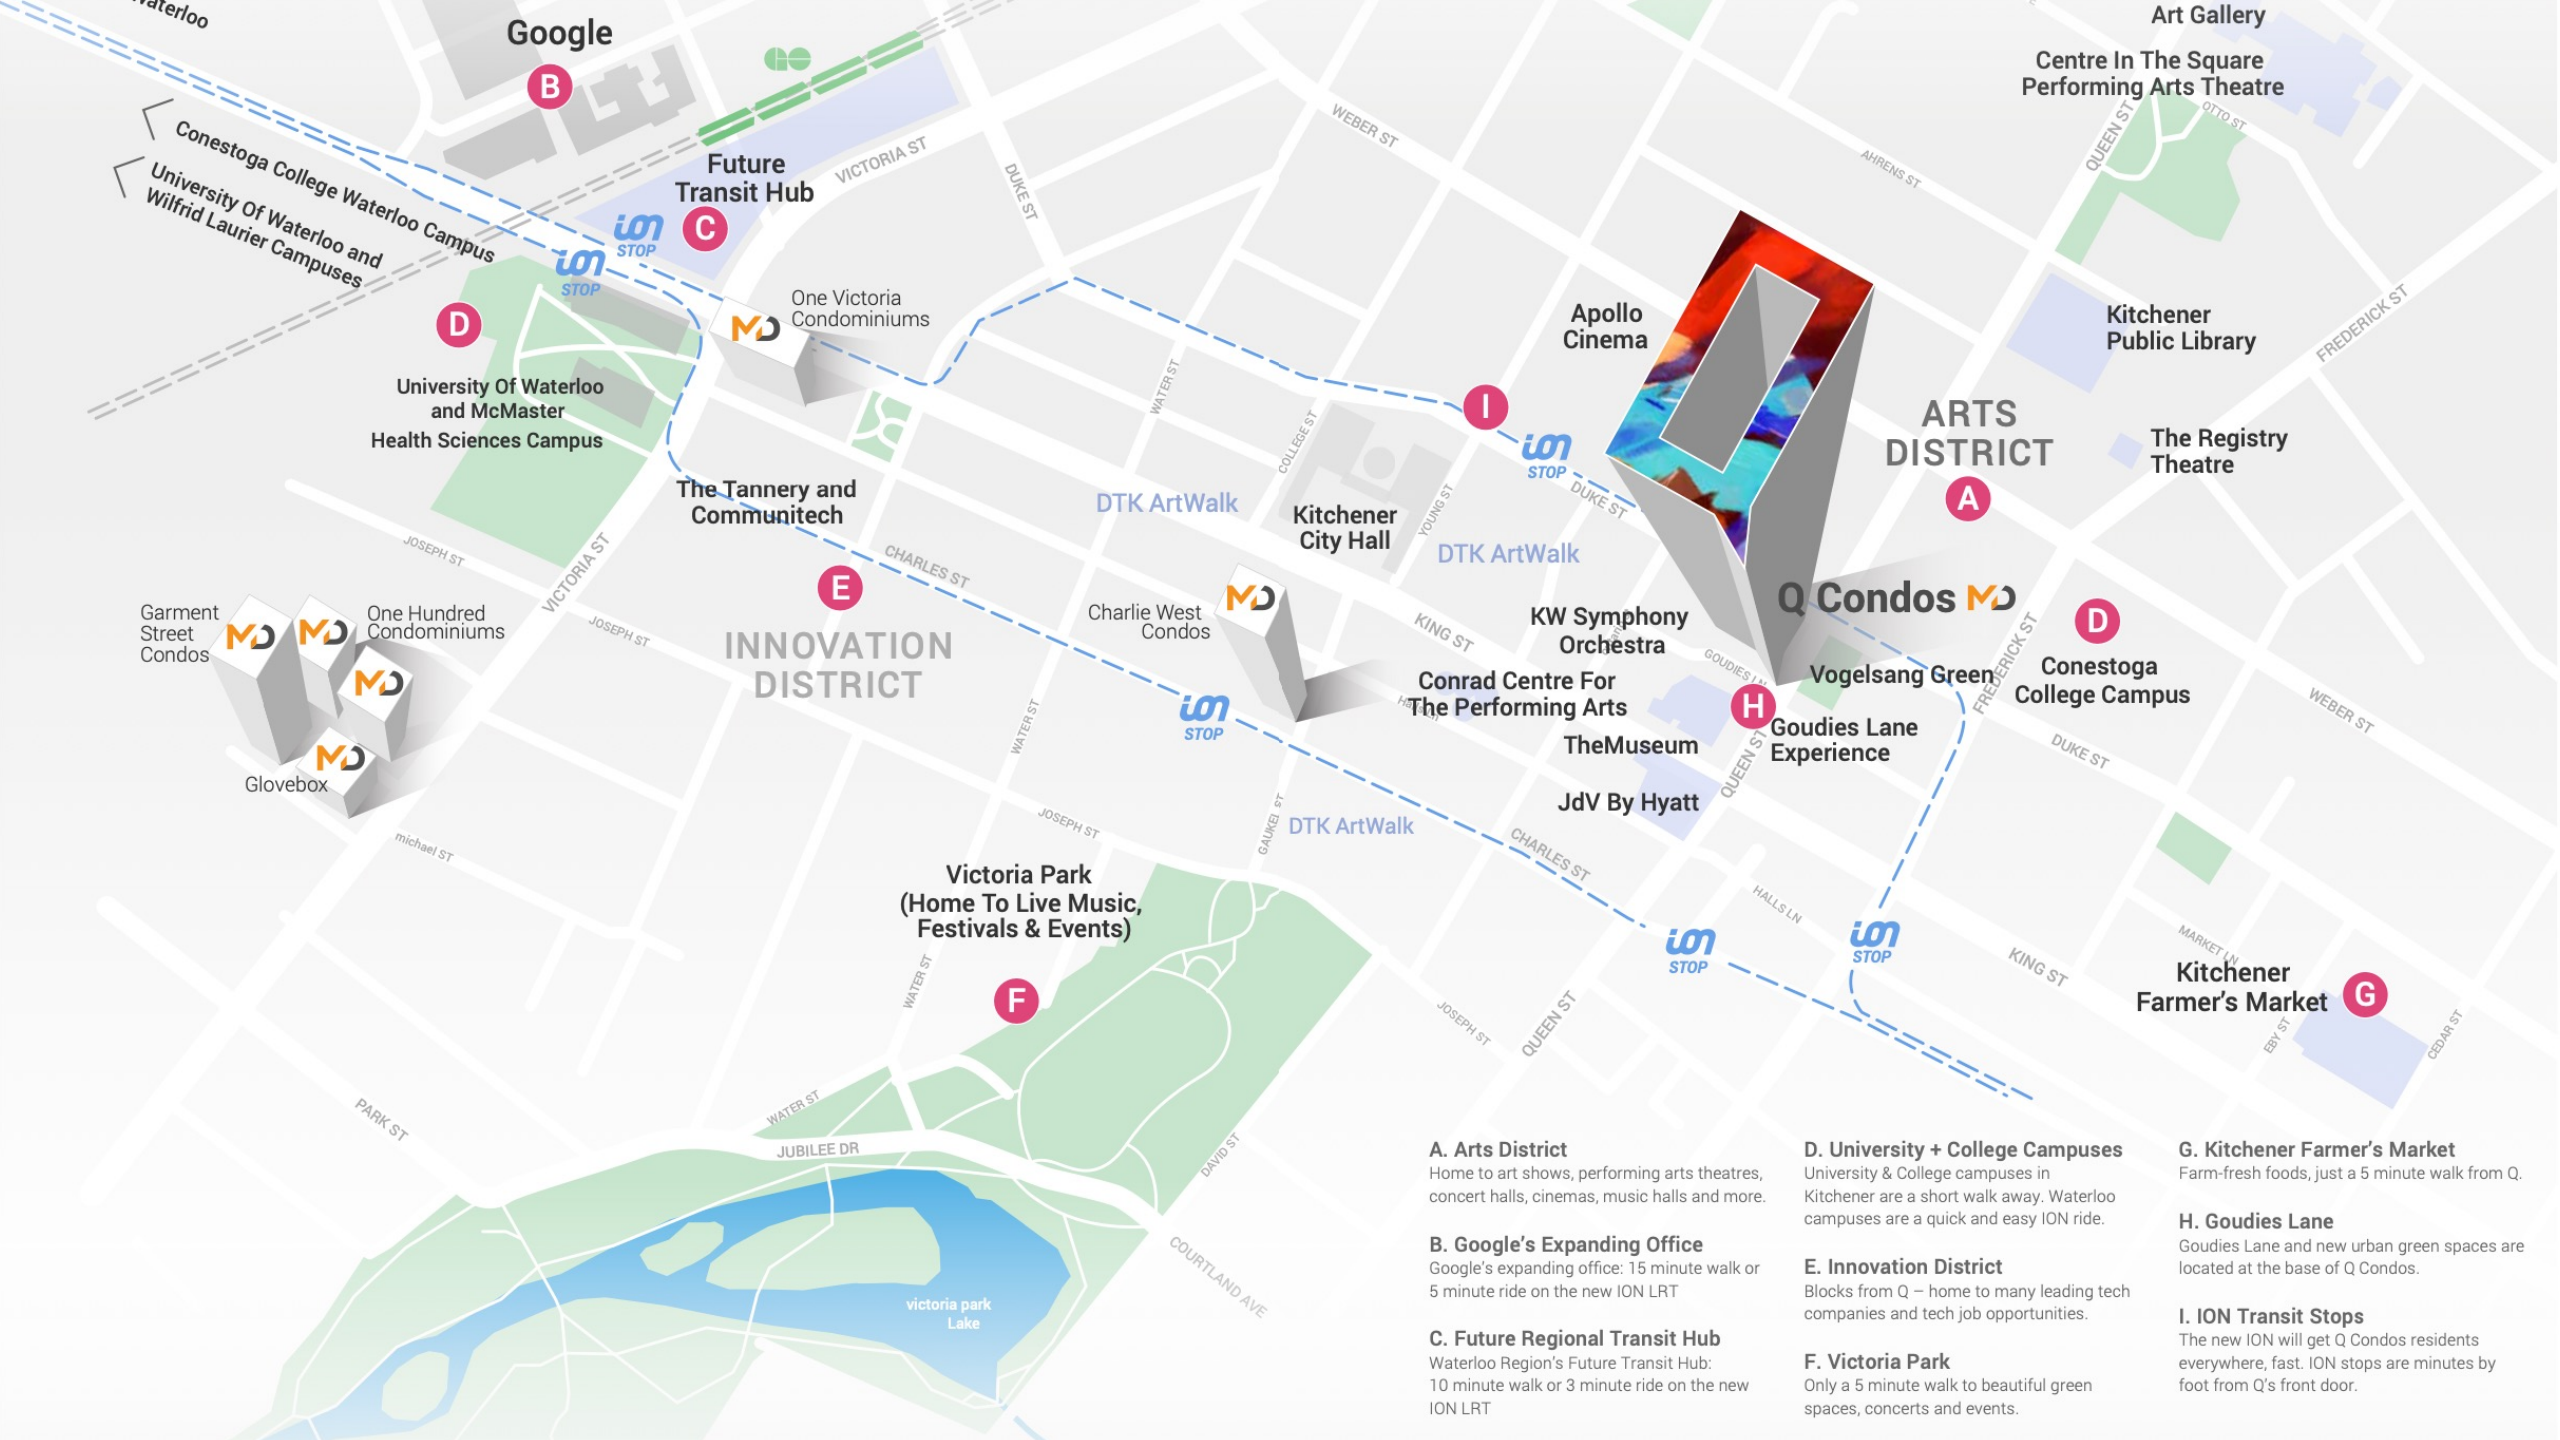 Waterloo
Google
B
Conestoga College Waterloo Campus
University Of Waterloo and
Wilfrid Laurier Campuses
Future
Transit Hub
C
ion
STOP
ion
STOP
VICTORIA ST
DUKE ST
WEBER ST
AHRENS ST
Art Gallery
Centre In The Square
Performing Arts Theatre
QUEEN ST
OTTO ST
D
University Of Waterloo
and McMaster
Health Sciences Campus
MD
One Victoria
Condominiums
WATER ST
COLLEGE ST
I
ion
STOP
Apollo
Cinema
Kitchener
Public Library
FREDERICK ST
ARTS
DISTRICT
A
The Registry
Theatre
The Tannery and
Communitech
DTK ArtWalk
Kitchener
City Hall
YOUNG ST
DUKE ST
DTK ArtWalk
JOSEPH ST
VICTORIA ST
E
CHARLES ST
INNOVATION
DISTRICT
JOSEPH ST
Garment
Street
Condos
MD
MD
One Hundred
Condominiums
MD
MD
Glovebox
Charlie West
Condos
MD
KING ST
KW Symphony
Orchestra
Q Condos MD
GOUDIES LN
Vogelsang Green
FREDERICK ST
D
Conestoga
College Campus
WEBER ST
Conrad Centre For
The Performing Arts
H
Goudies Lane
Experience
TheMuseum
QUEEN ST
JdV By Hyatt
DUKE ST
WATER ST
ion
STOP
michael ST
JOSEPH ST
GAUKEL ST
DTK ArtWalk
CHARLES ST
HALLS LN
Victoria Park
(Home To Live Music,
Festivals & Events)
F
WATER ST
ion
STOP
ion
STOP
KING ST
MARKET LN
Kitchener
Farmer's Market
G
EBY ST
CEDAR ST
JOSEPH ST
QUEEN ST
PARK ST
WATER ST
JUBILEE DR
DAVID ST
COURTLAND AVE
victoria park
Lake
A. Arts District
Home to art shows, performing arts theatres,
concert halls, cinemas, music halls and more.
B. Google's Expanding Office
Google's expanding office: 15 minute walk or
5 minute ride on the new ION LRT
C. Future Regional Transit Hub
Waterloo Region's Future Transit Hub:
10 minute walk or 3 minute ride on the new
ION LRT
D. University + College Campuses
University & College campuses in
Kitchener are a short walk away. Waterloo
campuses are a quick and easy ION ride.
E. Innovation District
Blocks from Q – home to many leading tech
companies and tech job opportunities.
F. Victoria Park
Only a 5 minute walk to beautiful green
spaces, concerts and events.
G. Kitchener Farmer's Market
Farm-fresh foods, just a 5 minute walk from Q.
H. Goudies Lane
Goudies Lane and new urban green spaces are
located at the base of Q Condos.
I. ION Transit Stops
The new ION will get Q Condos residents
everywhere, fast. ION stops are minutes by
foot from Q's front door.